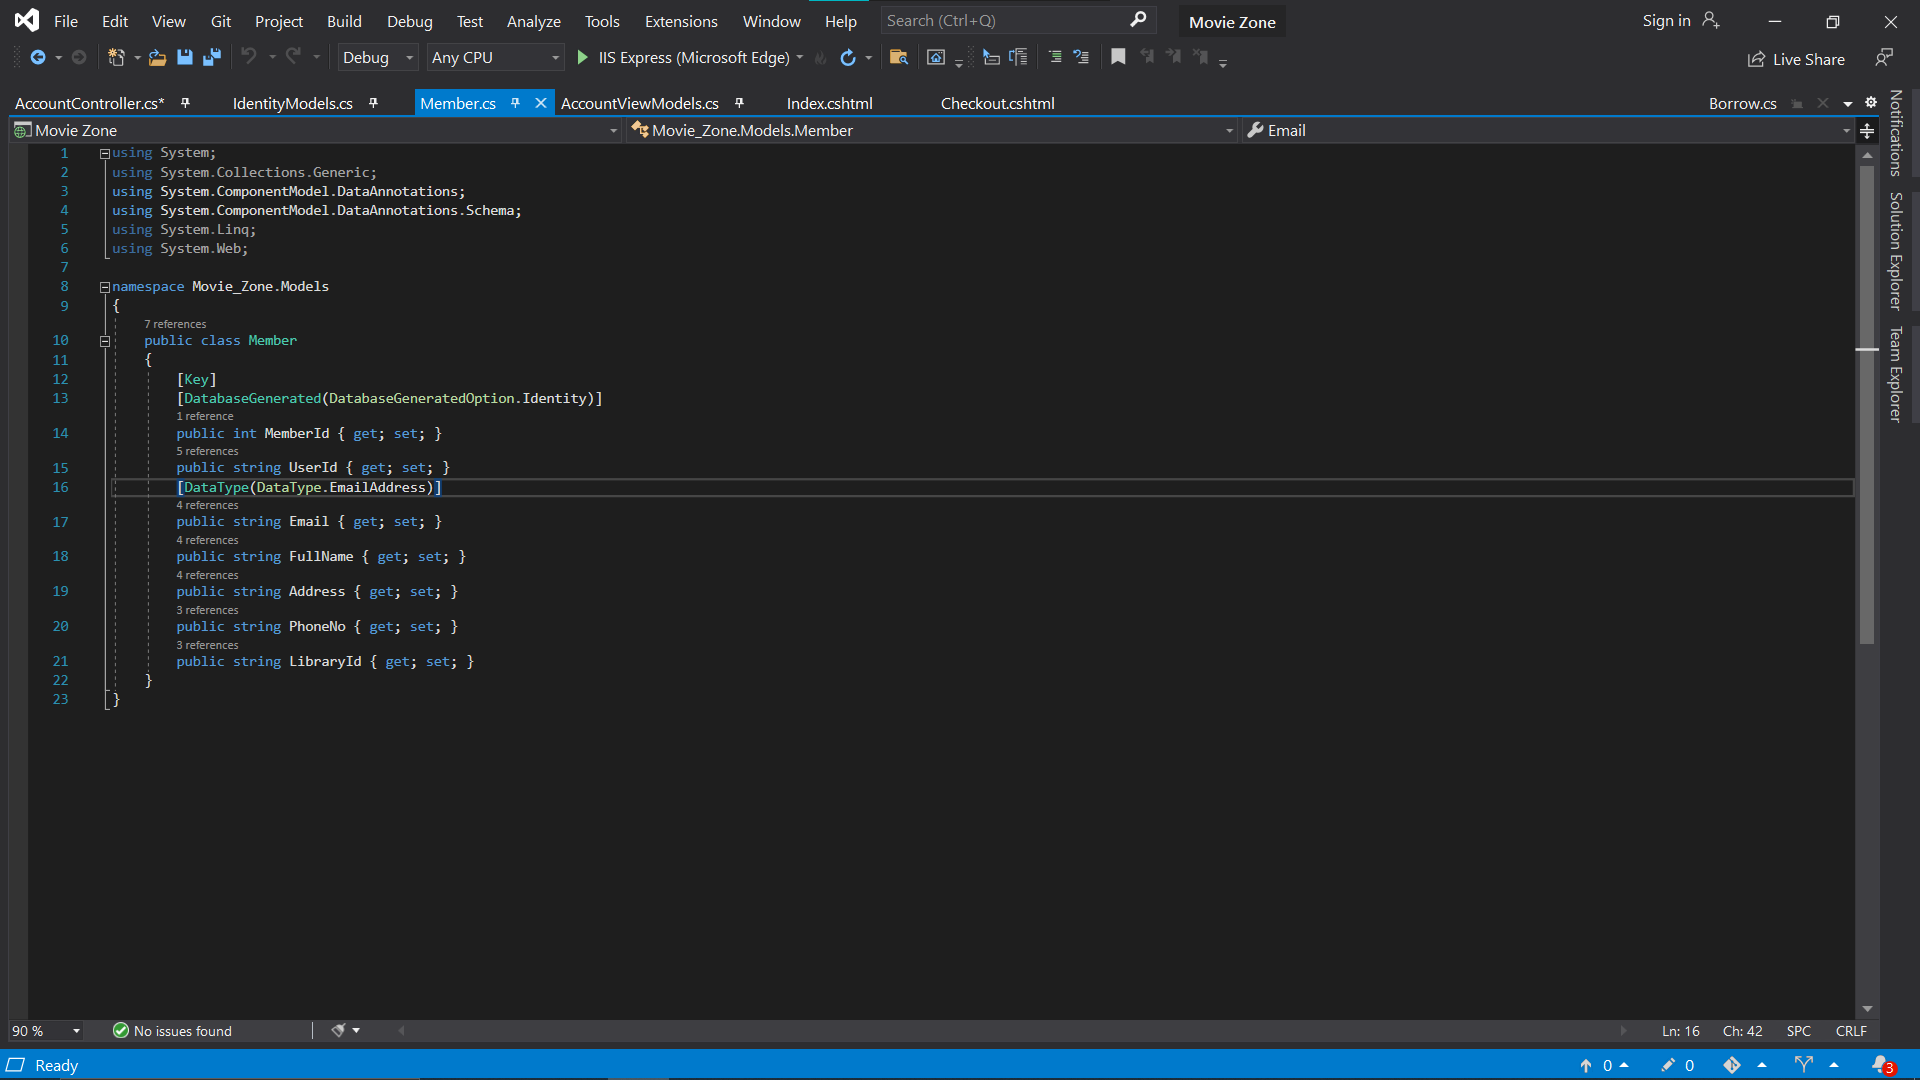 File Edit View Git Project Build Debug Test Analyze Tools Extensions Window Help Search (Ctrl+Q) Movie Zone Sign in
Debug Any CPU IIS Express (Microsoft Edge) Live Share
AccountController.cs* IdentityModels.cs Member.cs AccountViewModels.cs Index.cshtml Checkout.cshtml Borrow.cs
Movie Zone Movie_Zone.Models.Member Email
1 using System;
2 using System.Collections.Generic;
3 using System.ComponentModel.DataAnnotations;
4 using System.ComponentModel.DataAnnotations.Schema;
5 using System.Linq;
6 using System.Web;
7
8 namespace Movie_Zone.Models
9 {
7 references
10 public class Member
11 {
12 [Key]
13 [DatabaseGenerated(DatabaseGeneratedOption.Identity)]
1 reference
14 public int MemberId { get; set; }
5 references
15 public string UserId { get; set; }
16 [DataType(DataType.EmailAddress)]
4 references
17 public string Email { get; set; }
4 references
18 public string FullName { get; set; }
4 references
19 public string Address { get; set; }
3 references
20 public string PhoneNo { get; set; }
3 references
21 public string LibraryId { get; set; }
22 }
23 }
Notifications
Solution Explorer
Team Explorer
90 % No issues found Ln: 16 Ch: 42 SPC CRLF
Ready 0 0 3